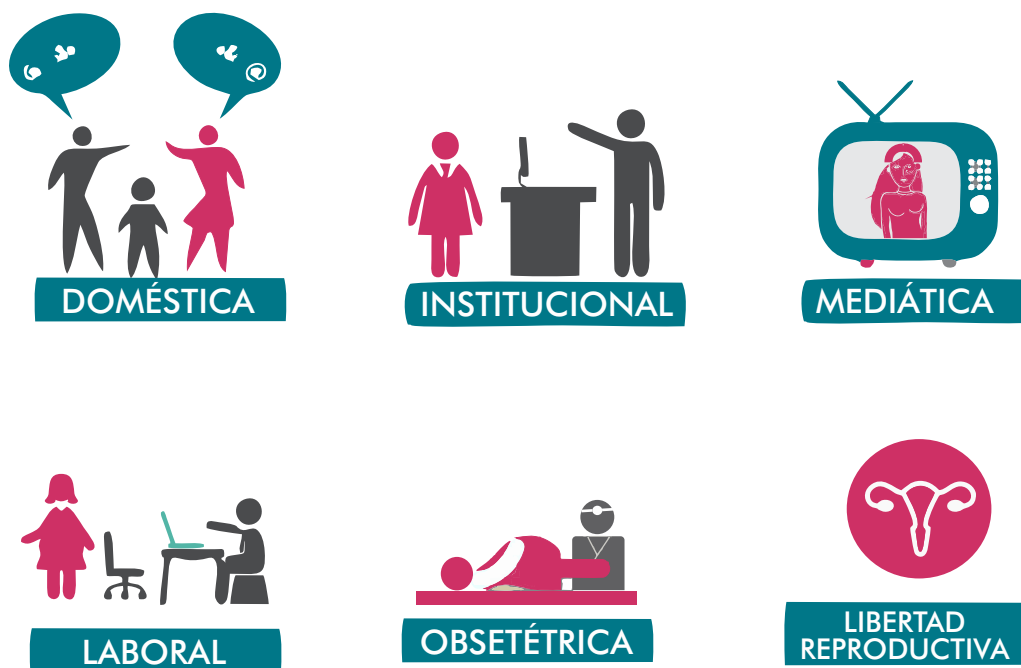 DOMÉSTICA
INSTITUCIONAL
MEDIÁTICA
LABORAL
OBSETÉTRICA
LIBERTAD
REPRODUCTIVA